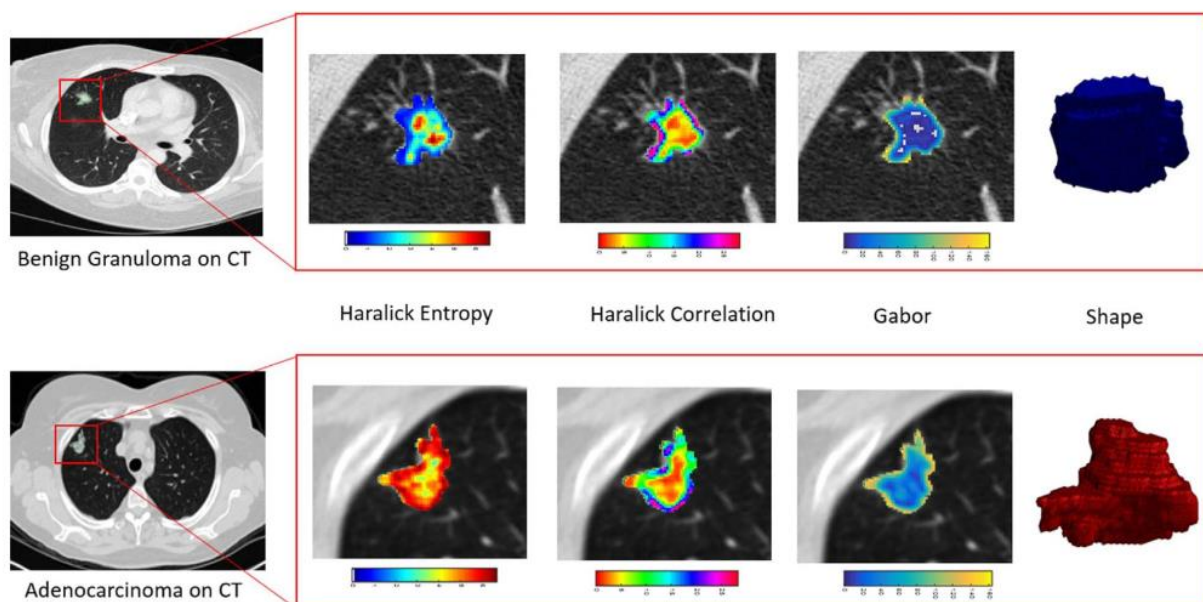 Benign Granuloma on CT
Haralick Entropy
Haralick Correlation
Gabor
Shape
Adenocarcinoma on CT